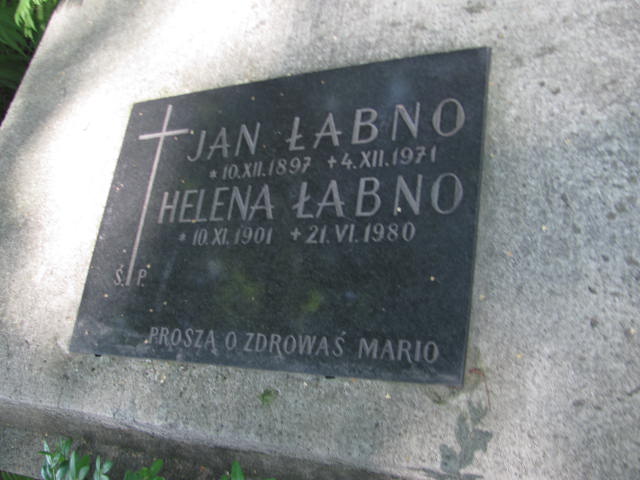 JAN ŁABNO
* 10.XII.1897 + 4.XII.1971
HELENA ŁABNO
* 10.XI.1901 + 21.VI.1980
Ś. P.
PROSZĄ O ZDROWAŚ MARIO